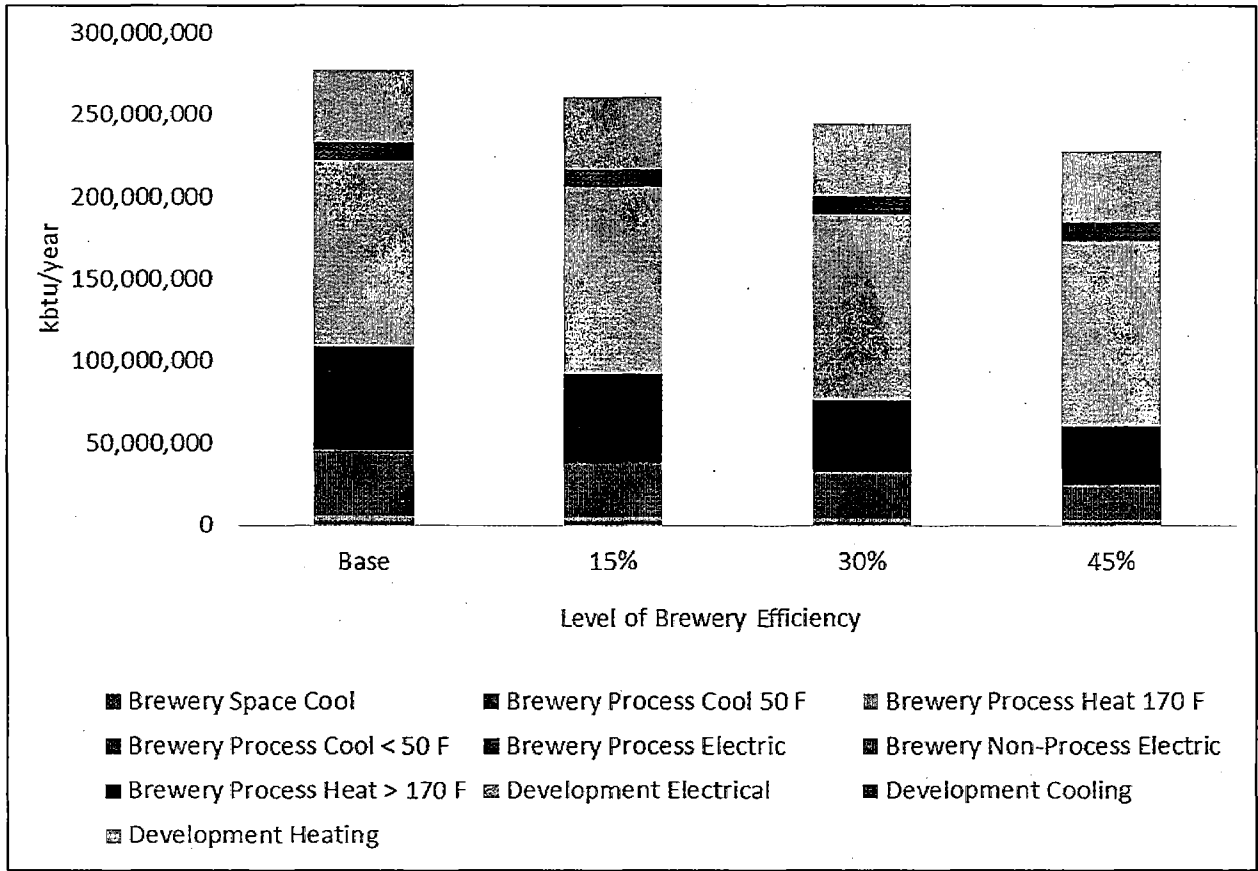 300,000,000
250,000,000
200,000,000
150,000,000
100,000,000
50,000,000
0
kbtu/year
Base 15% 30% 45%
Level of Brewery Efficiency
Brewery Space Cool Brewery Process Cool 50 F Brewery Process Heat 170 F
Brewery Process Cool < 50 F Brewery Process Electric Brewery Non-Process Electric
Brewery Process Heat > 170 F Development Electrical Development Cooling
Development Heating